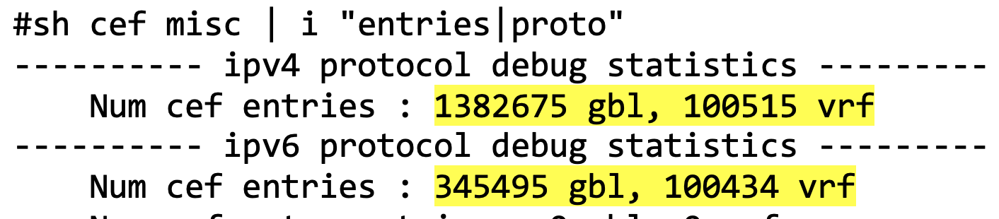 #sh cef misc | i "entries|proto"
---------- ipv4 protocol debug statistics ---------
Num cef entries : 1382675 gbl, 100515 vrf
---------- ipv6 protocol debug statistics ---------
Num cef entries : 345495 gbl, 100434 vrf